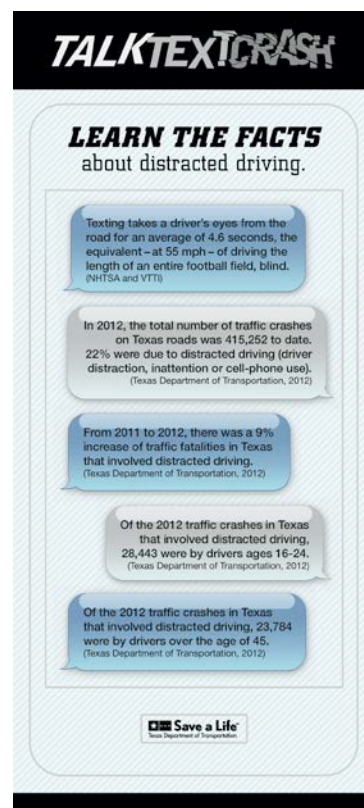 TALKTEXTCRASH
LEARN THE FACTS
about distracted driving.
Texting takes a driver's eyes from the
road for an average of 4.6 seconds, the
equivalent – at 55 mph – of driving the
length of an entire football field, blind.
(NHTSA and VTTI)
In 2012, the total number of traffic crashes
on Texas roads was 415,252 to date.
22% were due to distracted driving (driver
distraction, inattention or cell-phone use).
(Texas Department of Transportation, 2012)
From 2011 to 2012, there was a 9%
increase of traffic fatalities in Texas
that involved distracted driving.
(Texas Department of Transportation, 2012)
Of the 2012 traffic crashes in Texas
that involved distracted driving,
28,443 were by drivers ages 16-24.
(Texas Department of Transportation, 2012)
Of the 2012 traffic crashes in Texas
that involved distracted driving, 23,784
were by drivers over the age of 45.
(Texas Department of Transportation, 2012)
Save a Life
Texas Department of Transportation